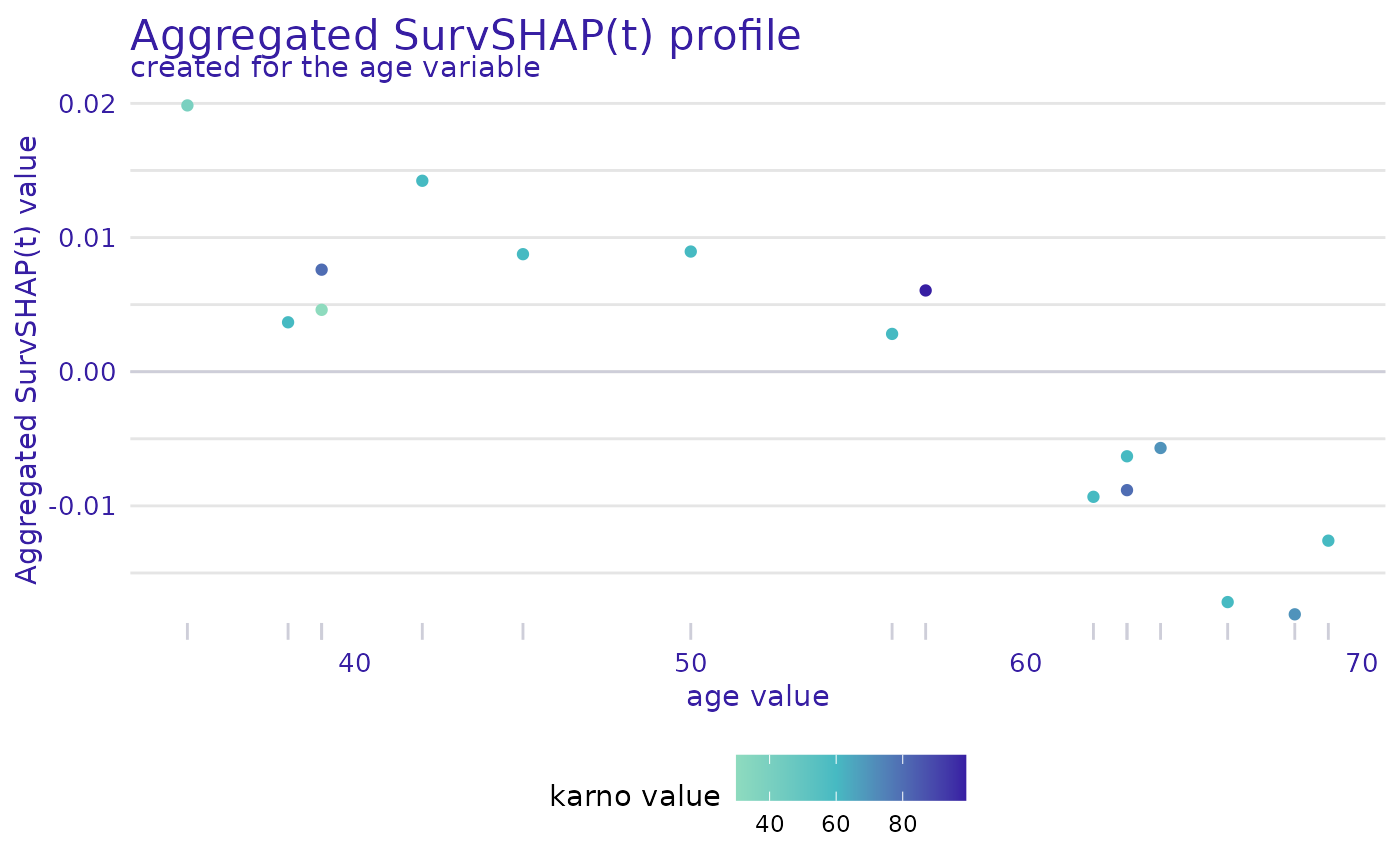 Aggregated SurvSHAP(t) profile
created for the age variable
Aggregated SurvSHAP(t) value
0.02
0.01
0.00
-0.01
40 50 60 70
age value
karno value
40 60 80